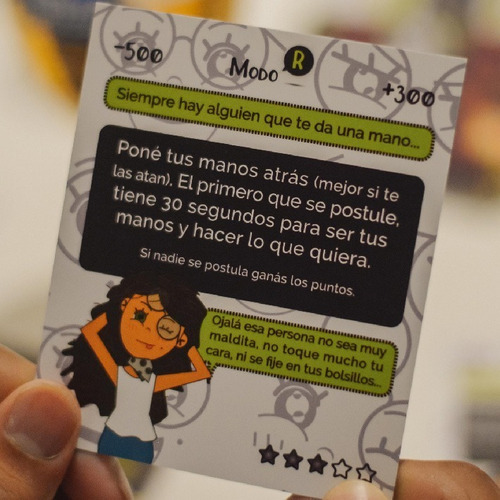 -500
Modo R
+300
Siempre hay alguien que te da una mano...
Poné tus manos atrás (mejor si te
las atan). El primero que se postule,
tiene 30 segundos para ser tus
manos y hacer lo que quiera.
Si nadie se postula ganás los puntos.
Ojalá esa persona no sea muy
maldita, no toque mucho tu
cara, ni se fije en tus bolsillos...